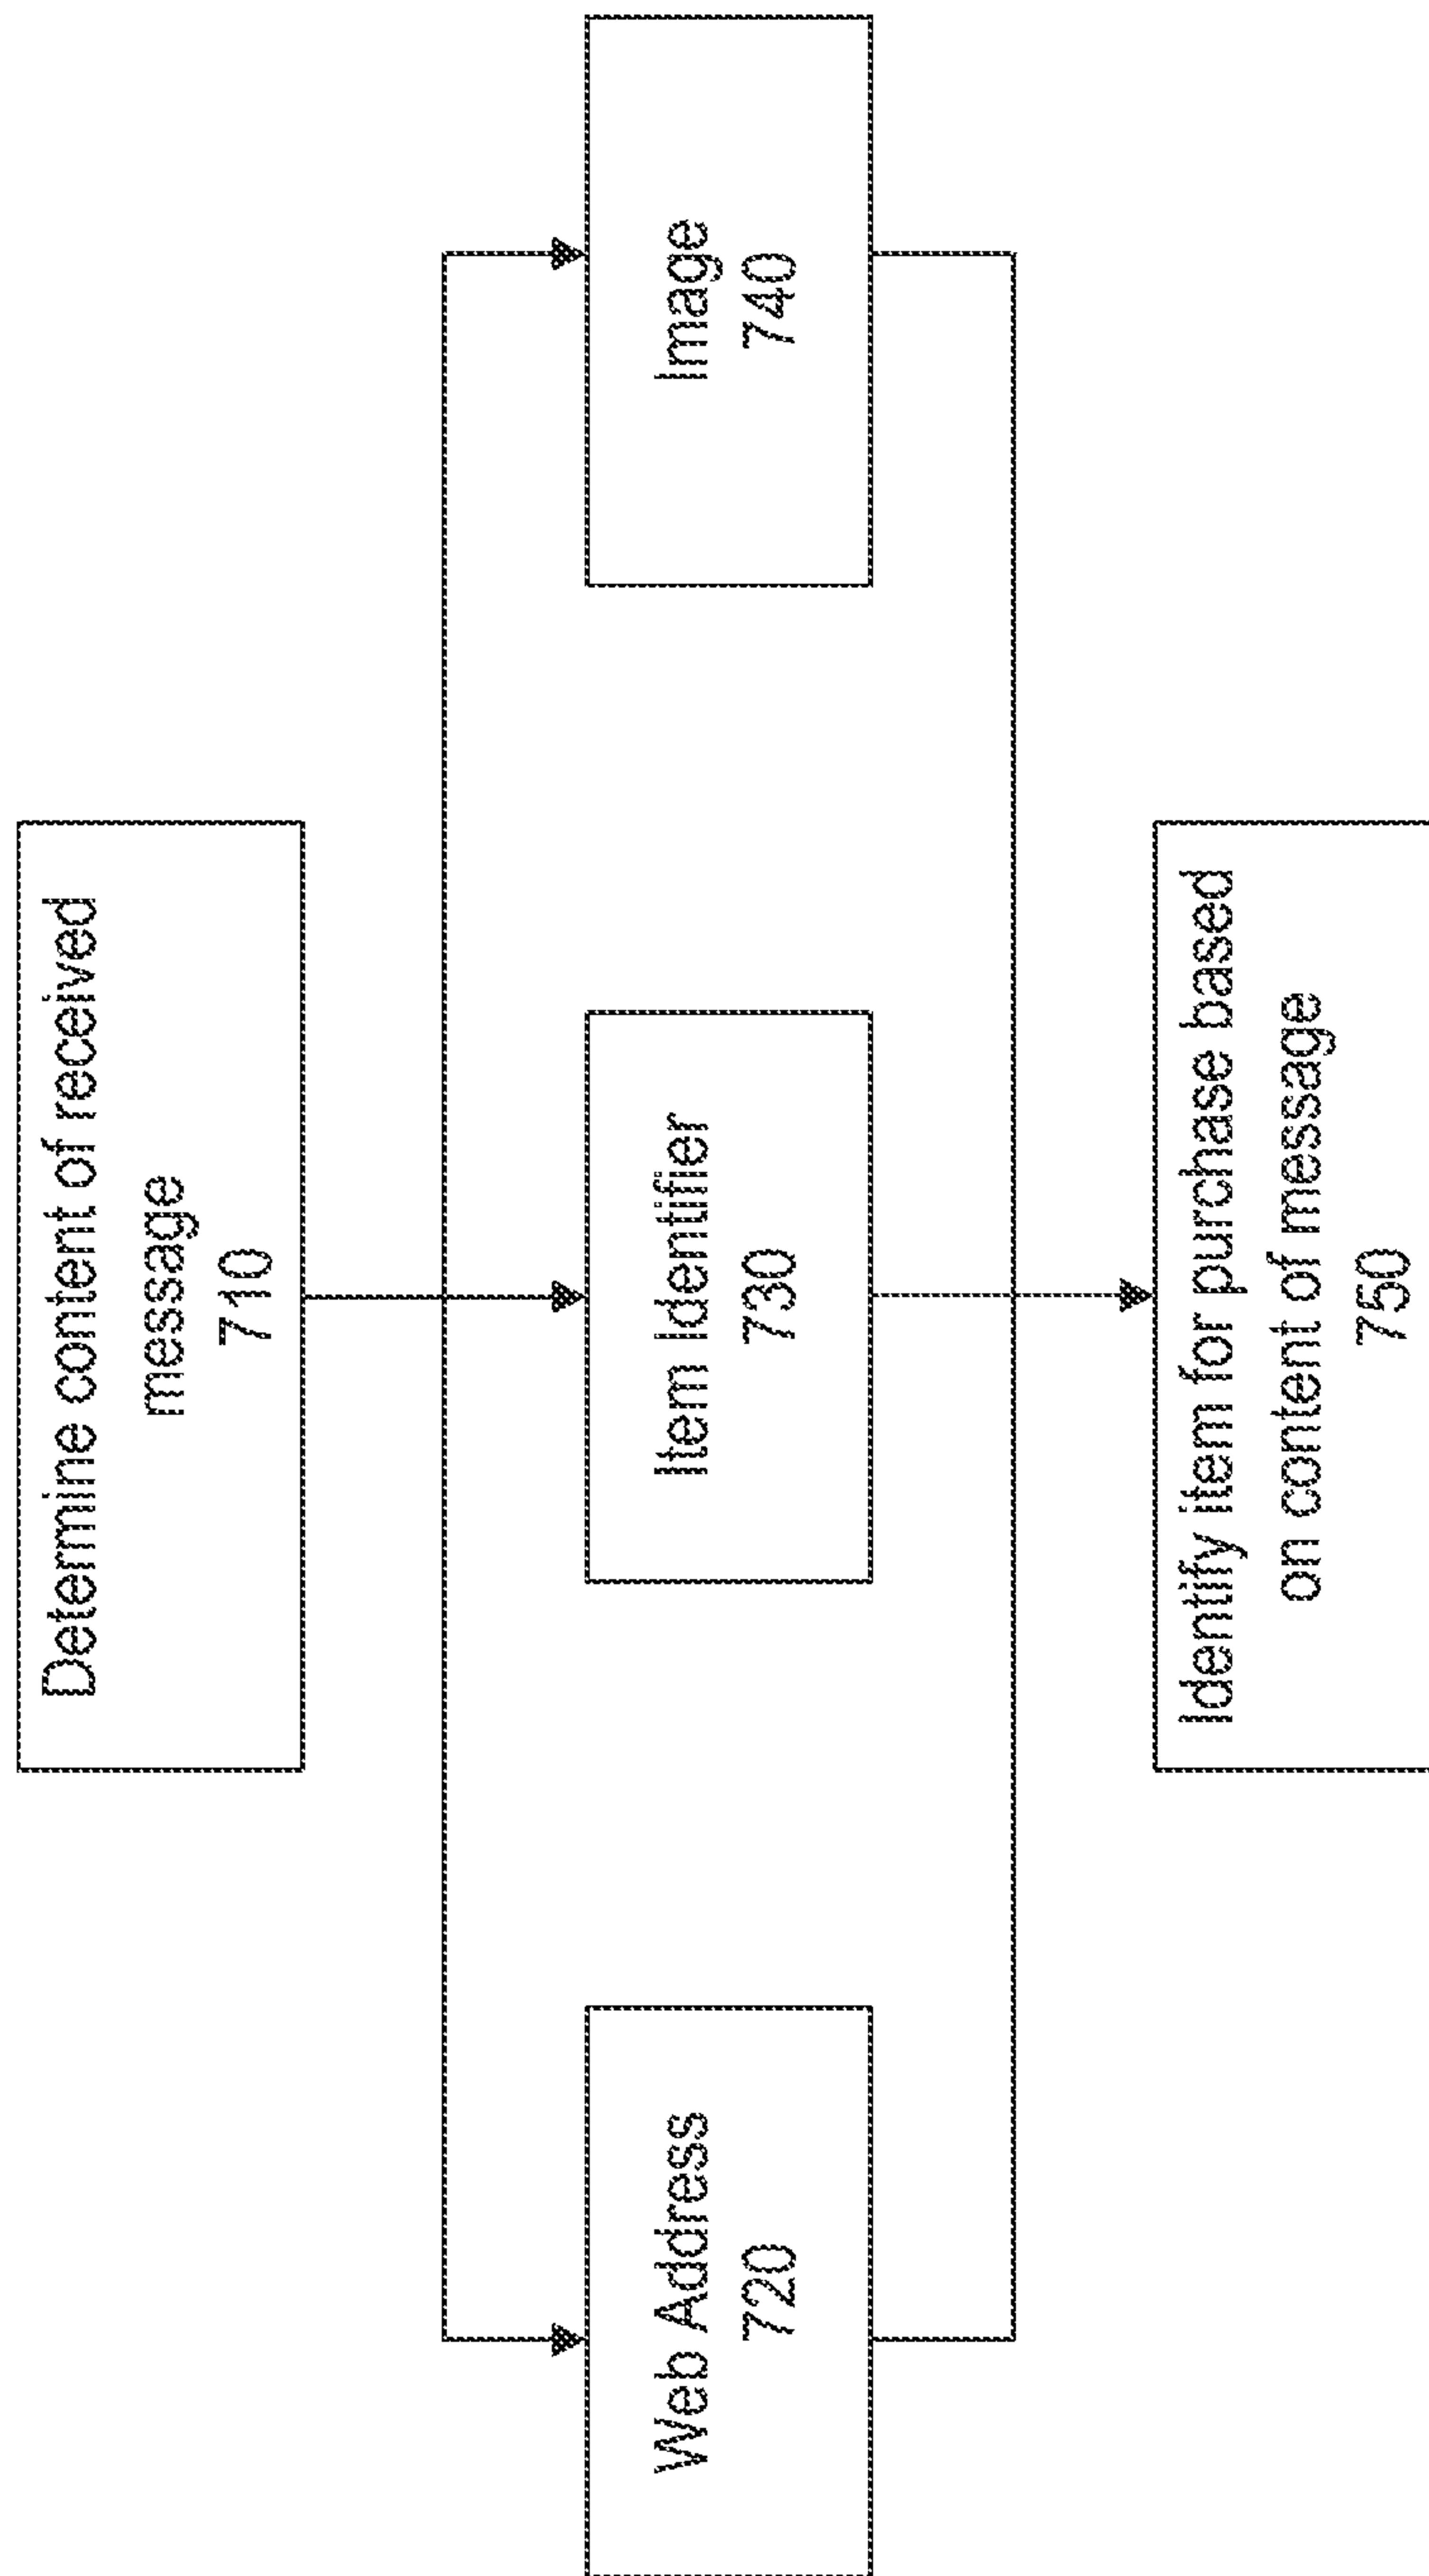 Determine content of received
message
710
Web Address
720
Item Identifier
730
Image
740
Identify item for purchase based
on content of message
750